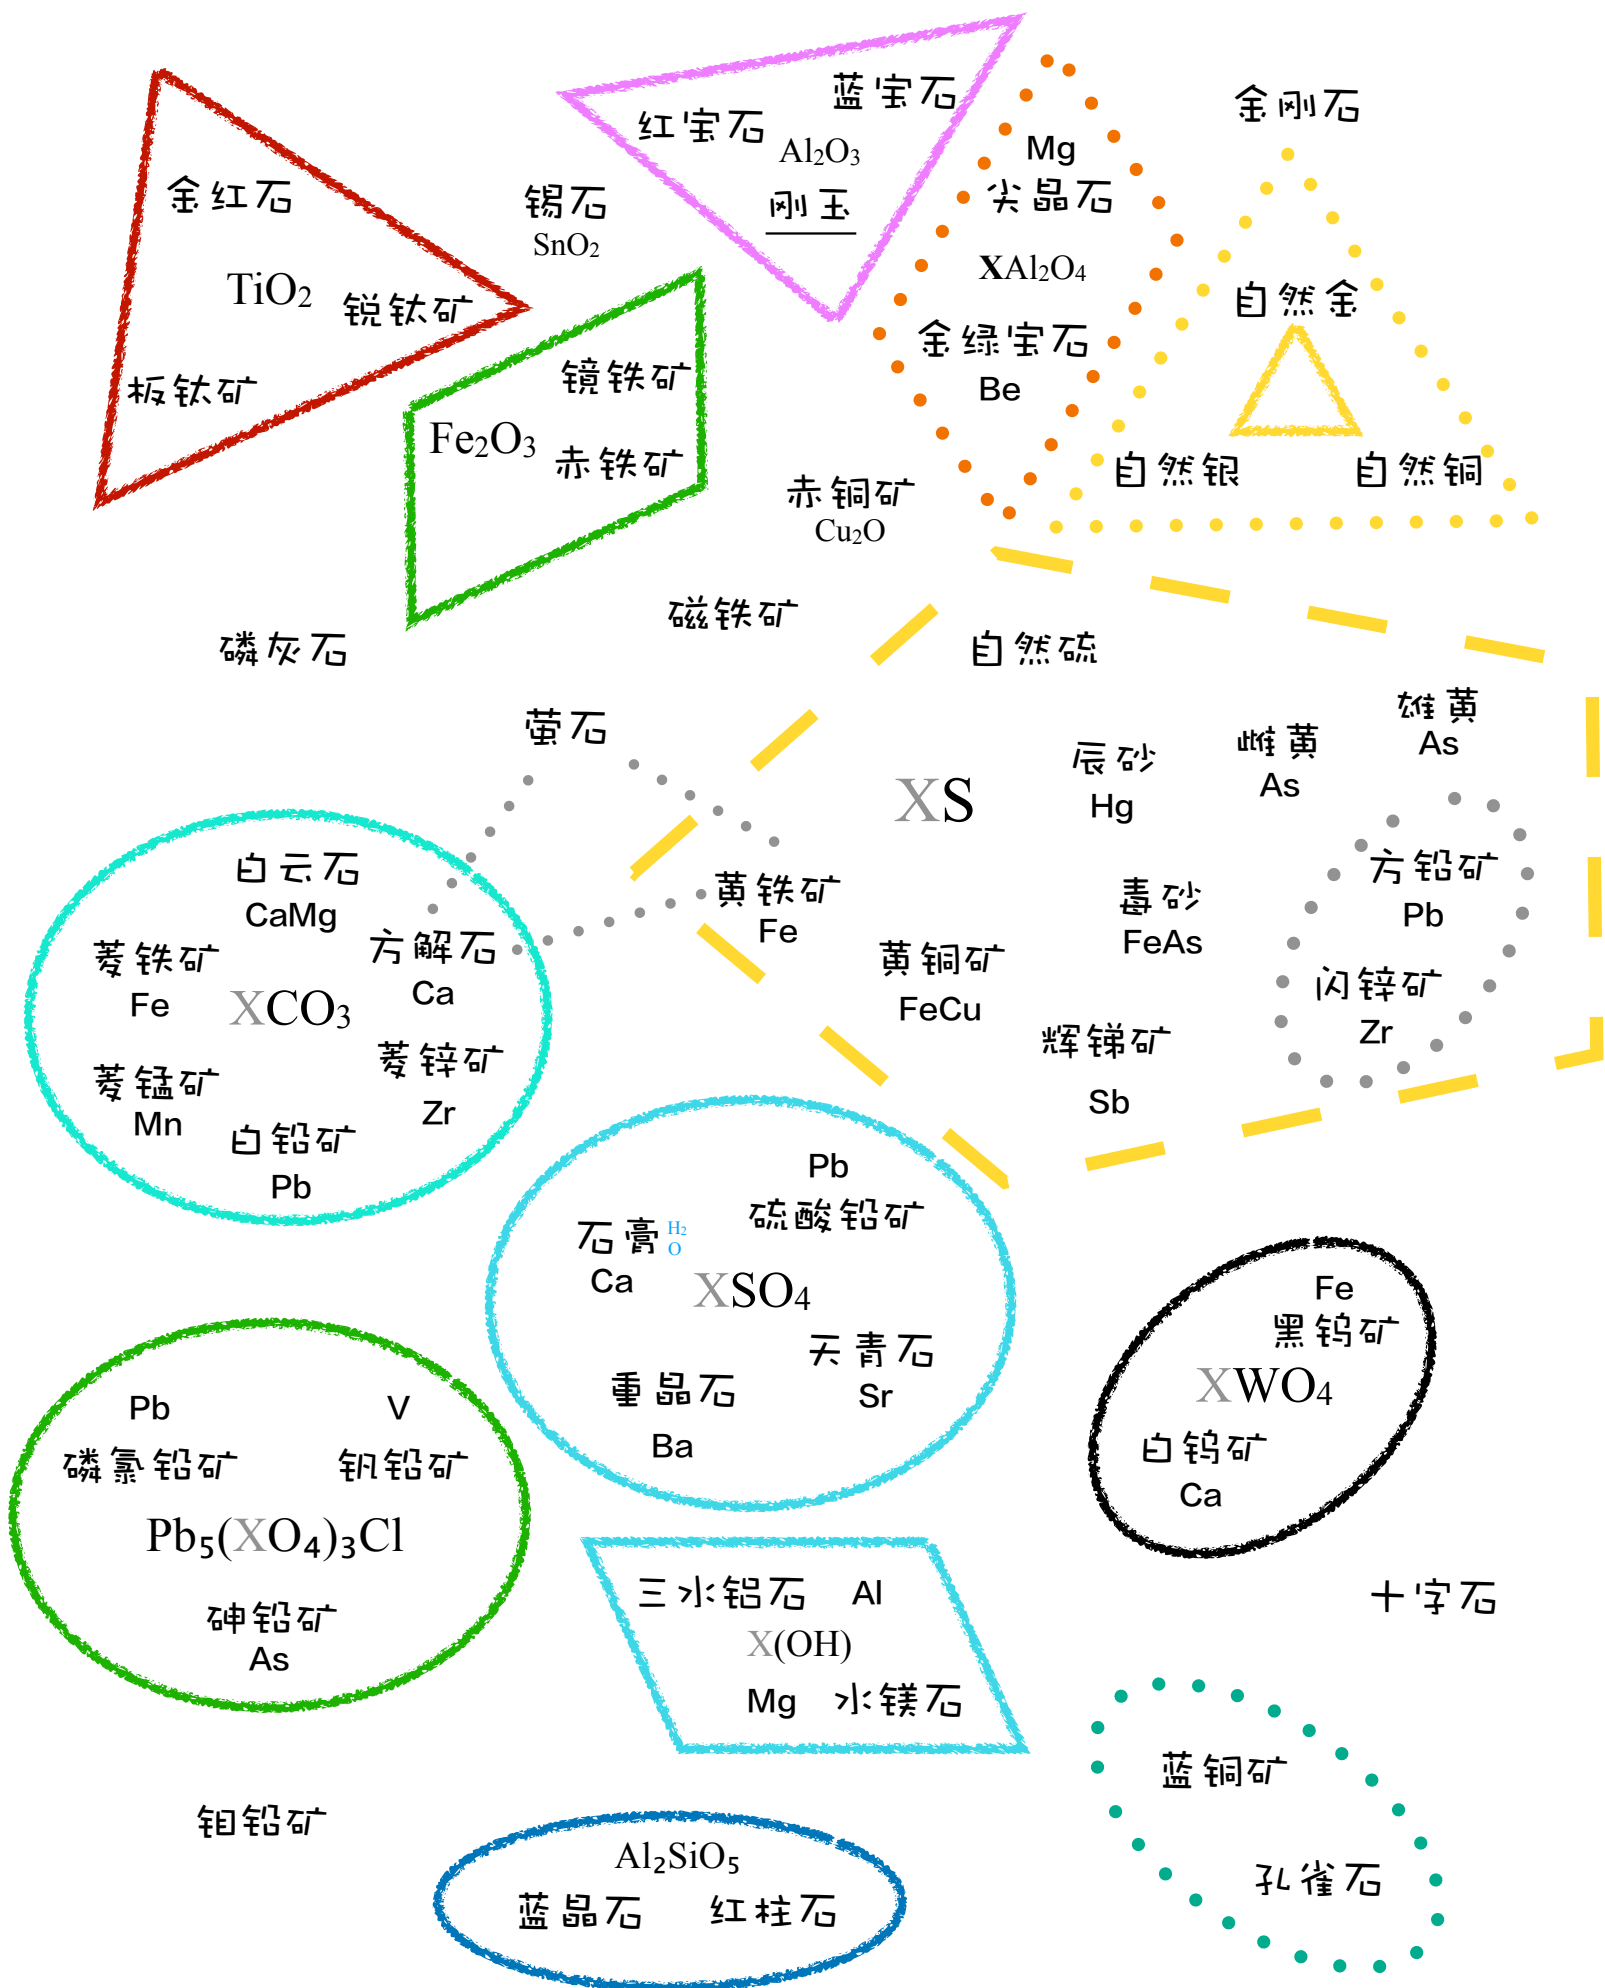 金刚石
蓝宝石
红宝石
Al₂O₃
刚玉
Mg
尖晶石
XAl₂O₄
金绿宝石
Be
金红石
TiO₂
锐钛矿
板钛矿
锡石
SnO₂
自然金
自然银
自然铜
镜铁矿
Fe₂O₃
赤铁矿
赤铜矿
Cu₂O
磁铁矿
磷灰石
自然硫
萤石
雄黄
As
雌黄
As
辰砂
Hg
XS
方铅矿
Pb
黄铁矿
Fe
毒砂
FeAs
黄铜矿
FeCu
闪锌矿
Zr
辉锑矿
Sb
白云石
CaMg
菱铁矿
Fe
方解石
Ca
XCO₃
菱锌矿
Zr
菱锰矿
Mn
白铅矿
Pb
Pb
硫酸铅矿
石膏 H₂
O
Ca
XSO₄
天青石
Sr
重晶石
Ba
Fe
黑钨矿
XWO₄
白钨矿
Ca
Pb
V
磷氯铅矿
钒铅矿
Pb₅(XO₄)₃Cl
砷铅矿
As
三水铝石 Al
X(OH)
Mg 水镁石
十字石
蓝铜矿
孔雀石
钼铅矿
Al₂SiO₅
蓝晶石 红柱石